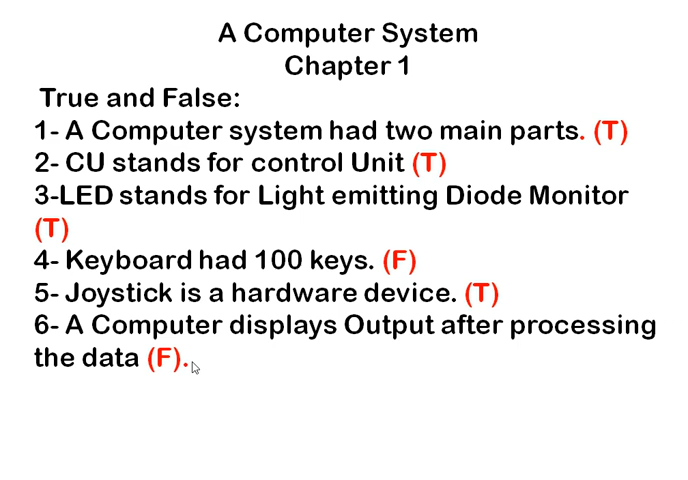 A Computer System
Chapter 1
True and False:
1- A Computer system had two main parts. (T)
2- CU stands for control Unit (T)
3-LED stands for Light emitting Diode Monitor
(T)
4- Keyboard had 100 keys. (F)
5- Joystick is a hardware device. (T)
6- A Computer displays Output after processing
the data (F).